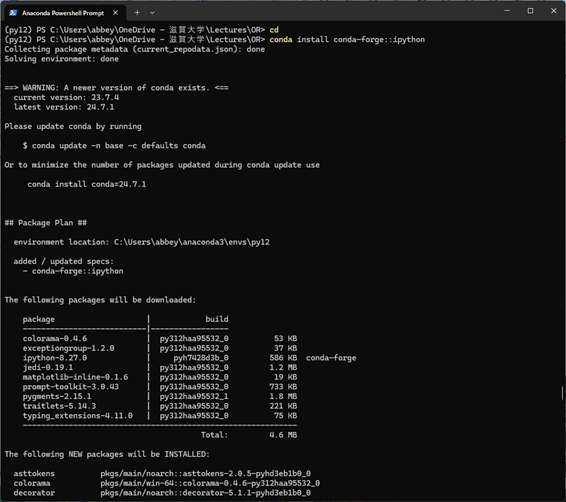 Anaconda Powershell Prompt
(py12) PS C:\Users\abbey\OneDrive - 滋賀大学\Lectures\OR> cd
(py12) PS C:\Users\abbey\OneDrive - 滋賀大学\Lectures\OR> conda install conda-forge::ipython
Collecting package metadata (current_repodata.json): done
Solving environment: done
==> WARNING: A newer version of conda exists. <==
current version: 23.7.4
latest version: 24.7.1
Please update conda by running
$ conda update -n base -c defaults conda
Or to minimize the number of packages updated during conda update use
conda install conda=24.7.1
## Package Plan ##
environment location: C:\Users\abbey\anaconda3\envs\py12
added / updated specs:
- conda-forge::ipython
The following packages will be downloaded:
package | build
---------------------------|-----------------
colorama-0.4.6 | py312haa95532_0 53 KB
exceptiongroup-1.2.0 | py312haa95532_0 37 KB
ipython-8.27.0 | pyh7428d3b_0 586 KB conda-forge
jedi-0.19.1 | py312haa95532_0 1.2 MB
matplotlib-inline-0.1.6 | py312haa95532_0 19 KB
prompt-toolkit-3.0.43 | py312haa95532_0 733 KB
pygments-2.15.1 | py312haa95532_1 1.8 MB
traitlets-5.14.3 | py312haa95532_0 221 KB
typing_extensions-4.11.0 | py312haa95532_0 75 KB
------------------------------------------------------------
Total: 4.6 MB
The following NEW packages will be INSTALLED:
asttokens pkgs/main/noarch::asttokens-2.0.5-pyhd3eb1b0_0
colorama pkgs/main/win-64::colorama-0.4.6-py312haa95532_0
decorator pkgs/main/noarch::decorator-5.1.1-pyhd3eb1b0_0